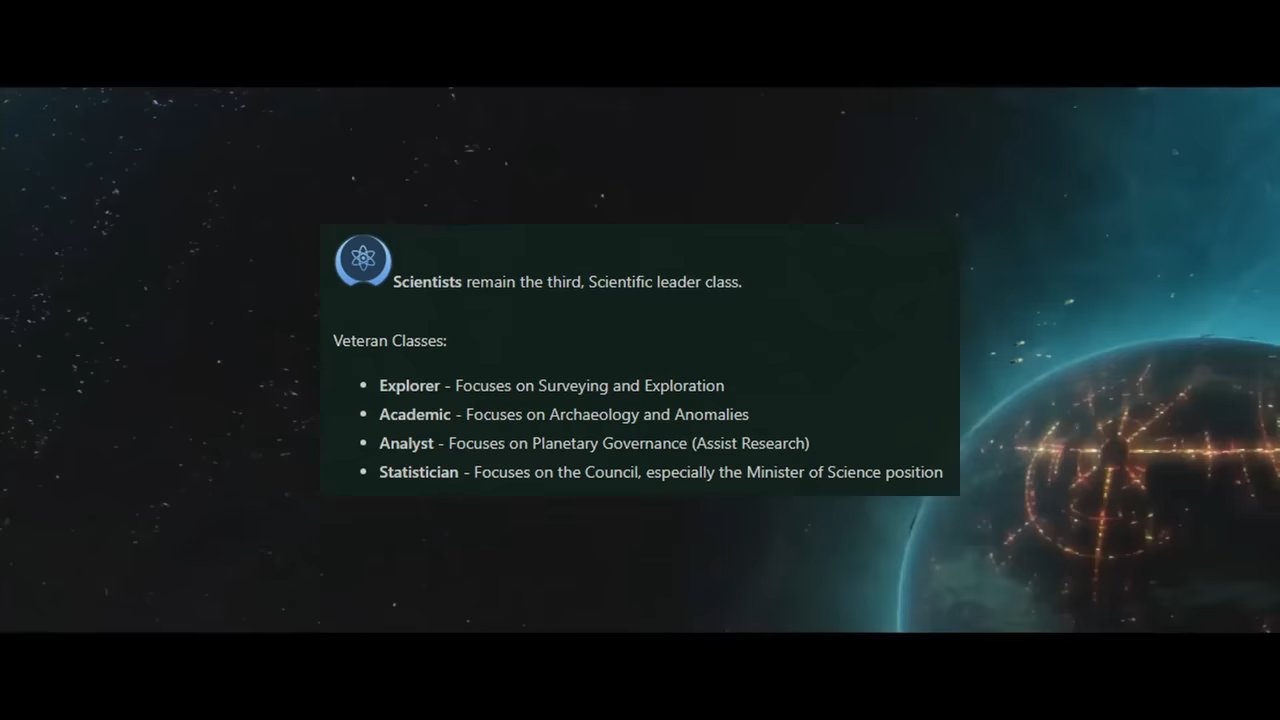 Scientists remain the third, Scientific leader class.
Veteran Classes:
• Explorer - Focuses on Surveying and Exploration
• Academic - Focuses on Archaeology and Anomalies
• Analyst - Focuses on Planetary Governance (Assist Research)
• Statistician - Focuses on the Council, especially the Minister of Science position